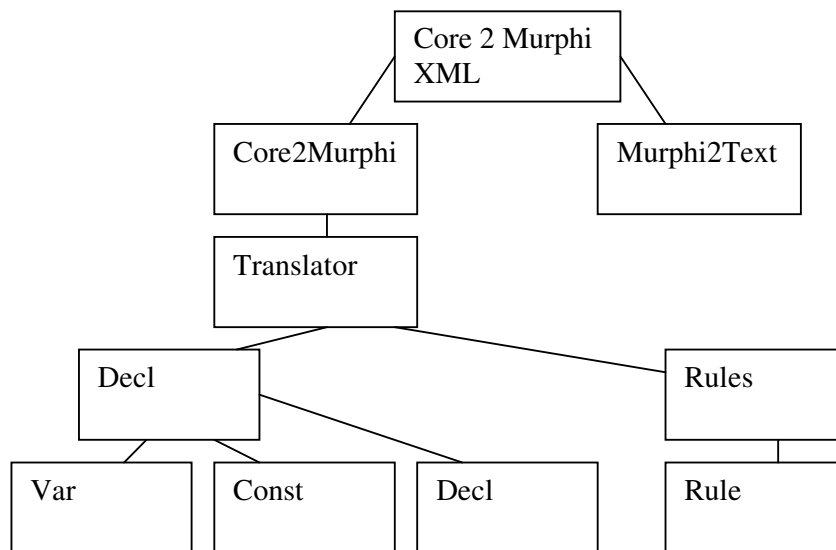 Core 2 Murphi
XML
Core2Murphi
Murphi2Text
Translator
Decl
Rules
Var
Const
Decl
Rule